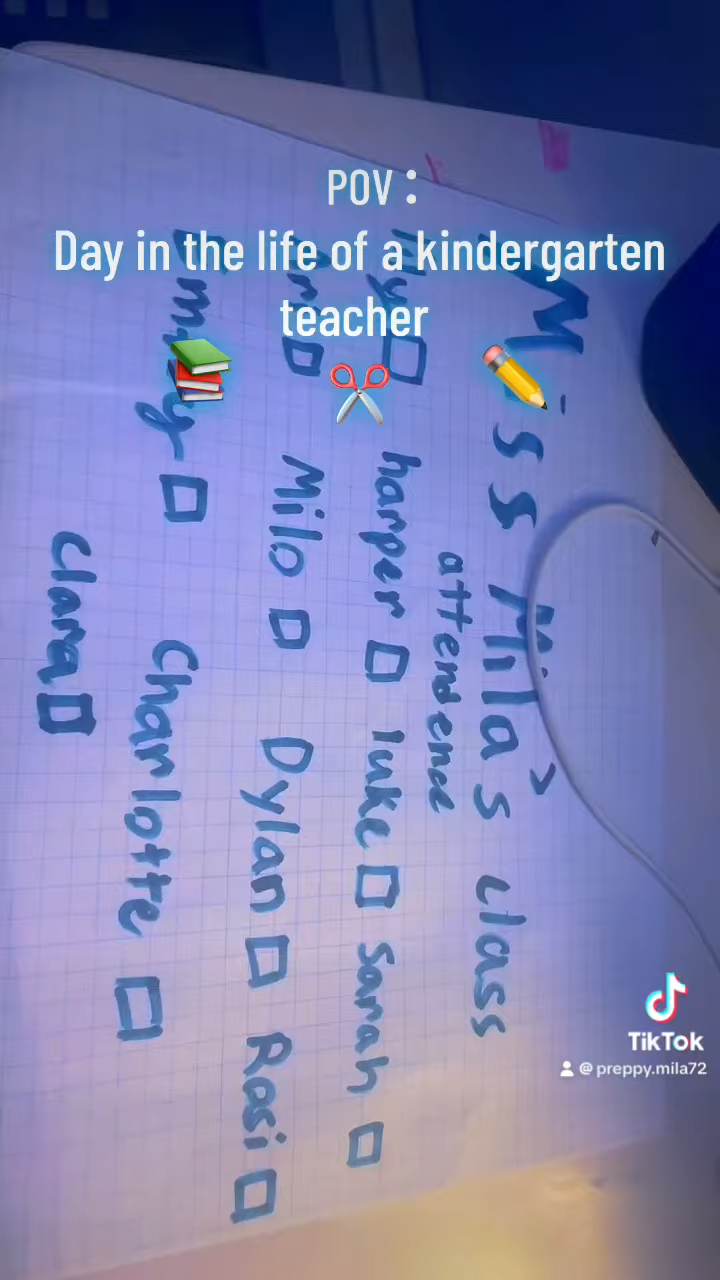 POV :
Day in the life of a kindergarten
teacher
Miss Mila's class
attendence
harper luke Sarah
Milo Dylan Rosi
Charlotte
Clara
TikTok
@preppy.mila72